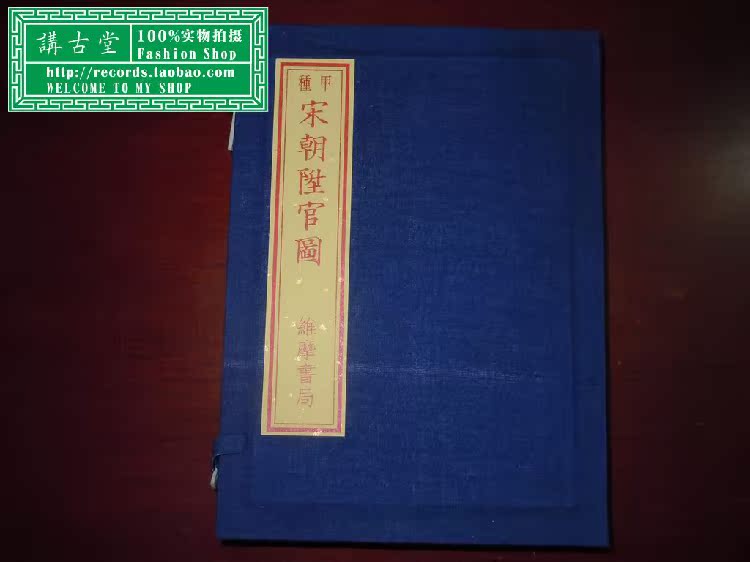 講古堂
100%实物拍摄
Fashion Shop
http://records.taobao.com/
WELCOME TO MY SHOP
甲種
宋朝陞官圖
維摩書局